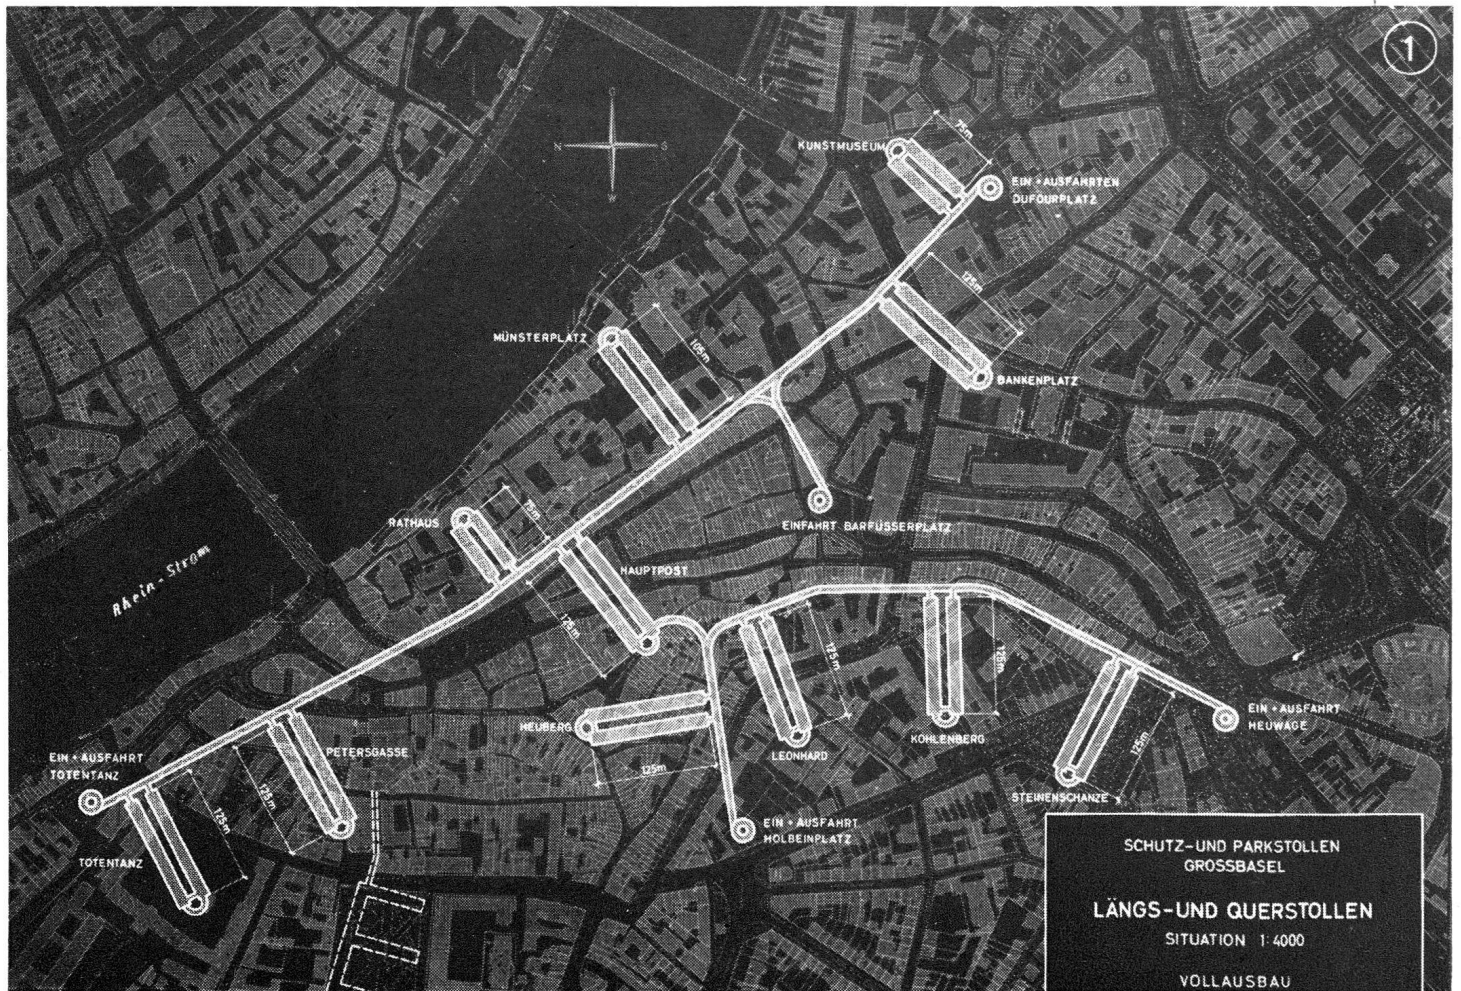 1
O
N
S
W
KUNSTMUSEUM
75m
EIN + AUSFAHRTEN
DUFOURPLATZ
125m
BANKENPLATZ
MÜNSTERPLATZ
105m
EINFAHRT BARFÜSSERPLATZ
RATHAUS
75m
HAUPTPOST
125m
Rhein-Strom
HEUBERG
125m
LEONHARD
125m
KOHLENBERG
125m
STEINENSCHANZE
125m
EIN + AUSFAHRT
HEUWAGE
EIN + AUSFAHRT
HOLBEINPLATZ
PETERSGASSE
125m
EIN + AUSFAHRT
TOTENTANZ
125m
TOTENTANZ
SCHUTZ-UND PARKSTOLLEN
GROSSBASEL
LÄNGS-UND QUERSTOLLEN
SITUATION 1:4000
VOLLAUSBAU